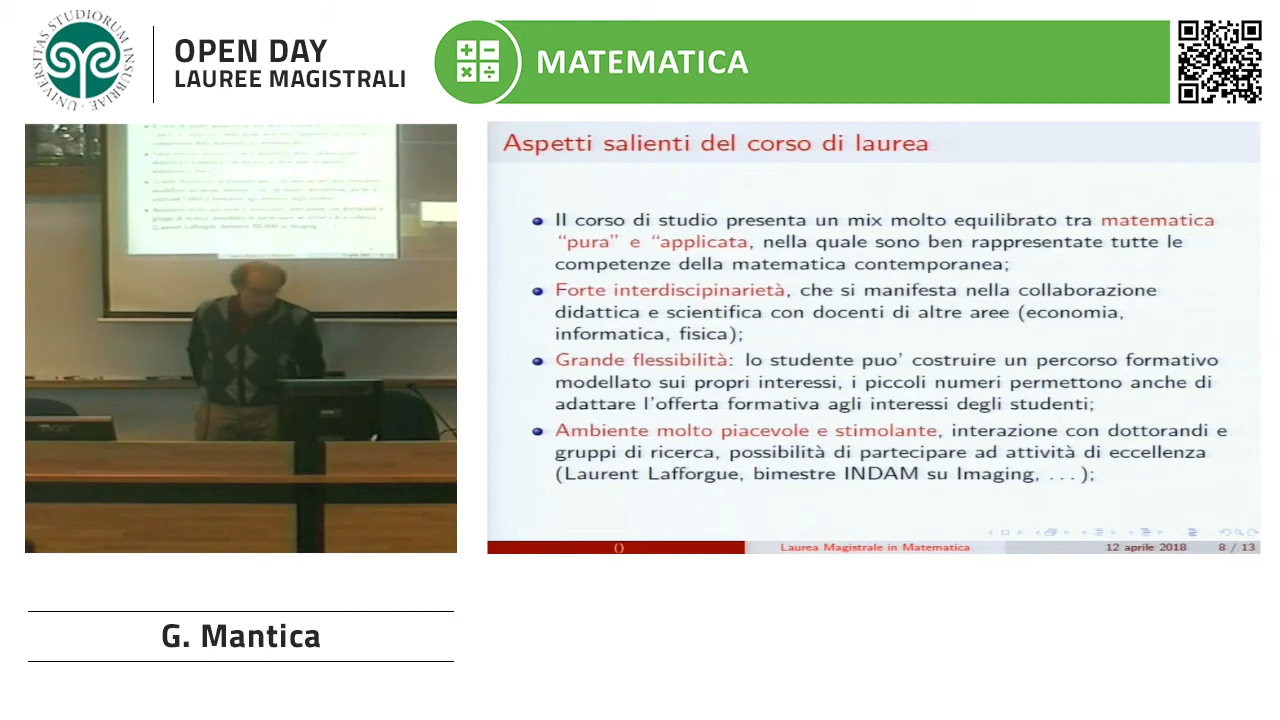 UNIVERSITAS STUDIORUM INSUBRIAE
OPEN DAY
LAUREE MAGISTRALI
MATEMATICA
Aspetti salienti del corso di laurea
Il corso di studio presenta un mix molto equilibrato tra matematica
“pura” e “applicata, nella quale sono ben rappresentate tutte le
competenze della matematica contemporanea;
Forte interdiscipinarietà, che si manifesta nella collaborazione
didattica e scientifica con docenti di altre aree (economia,
informatica, fisica);
Grande flessibilità: lo studente puo’ costruire un percorso formativo
modellato sui propri interessi, i piccoli numeri permettono anche di
adattare l’offerta formativa agli interessi degli studenti;
Ambiente molto piacevole e stimolante, interazione con dottorandi e
gruppi di ricerca, possibilità di partecipare ad attività di eccellenza
(Laurent Lafforgue, bimestre INDAM su Imaging, ...);
() Laurea Magistrale in Matematica 12 aprile 2018 8 / 13
G. Mantica